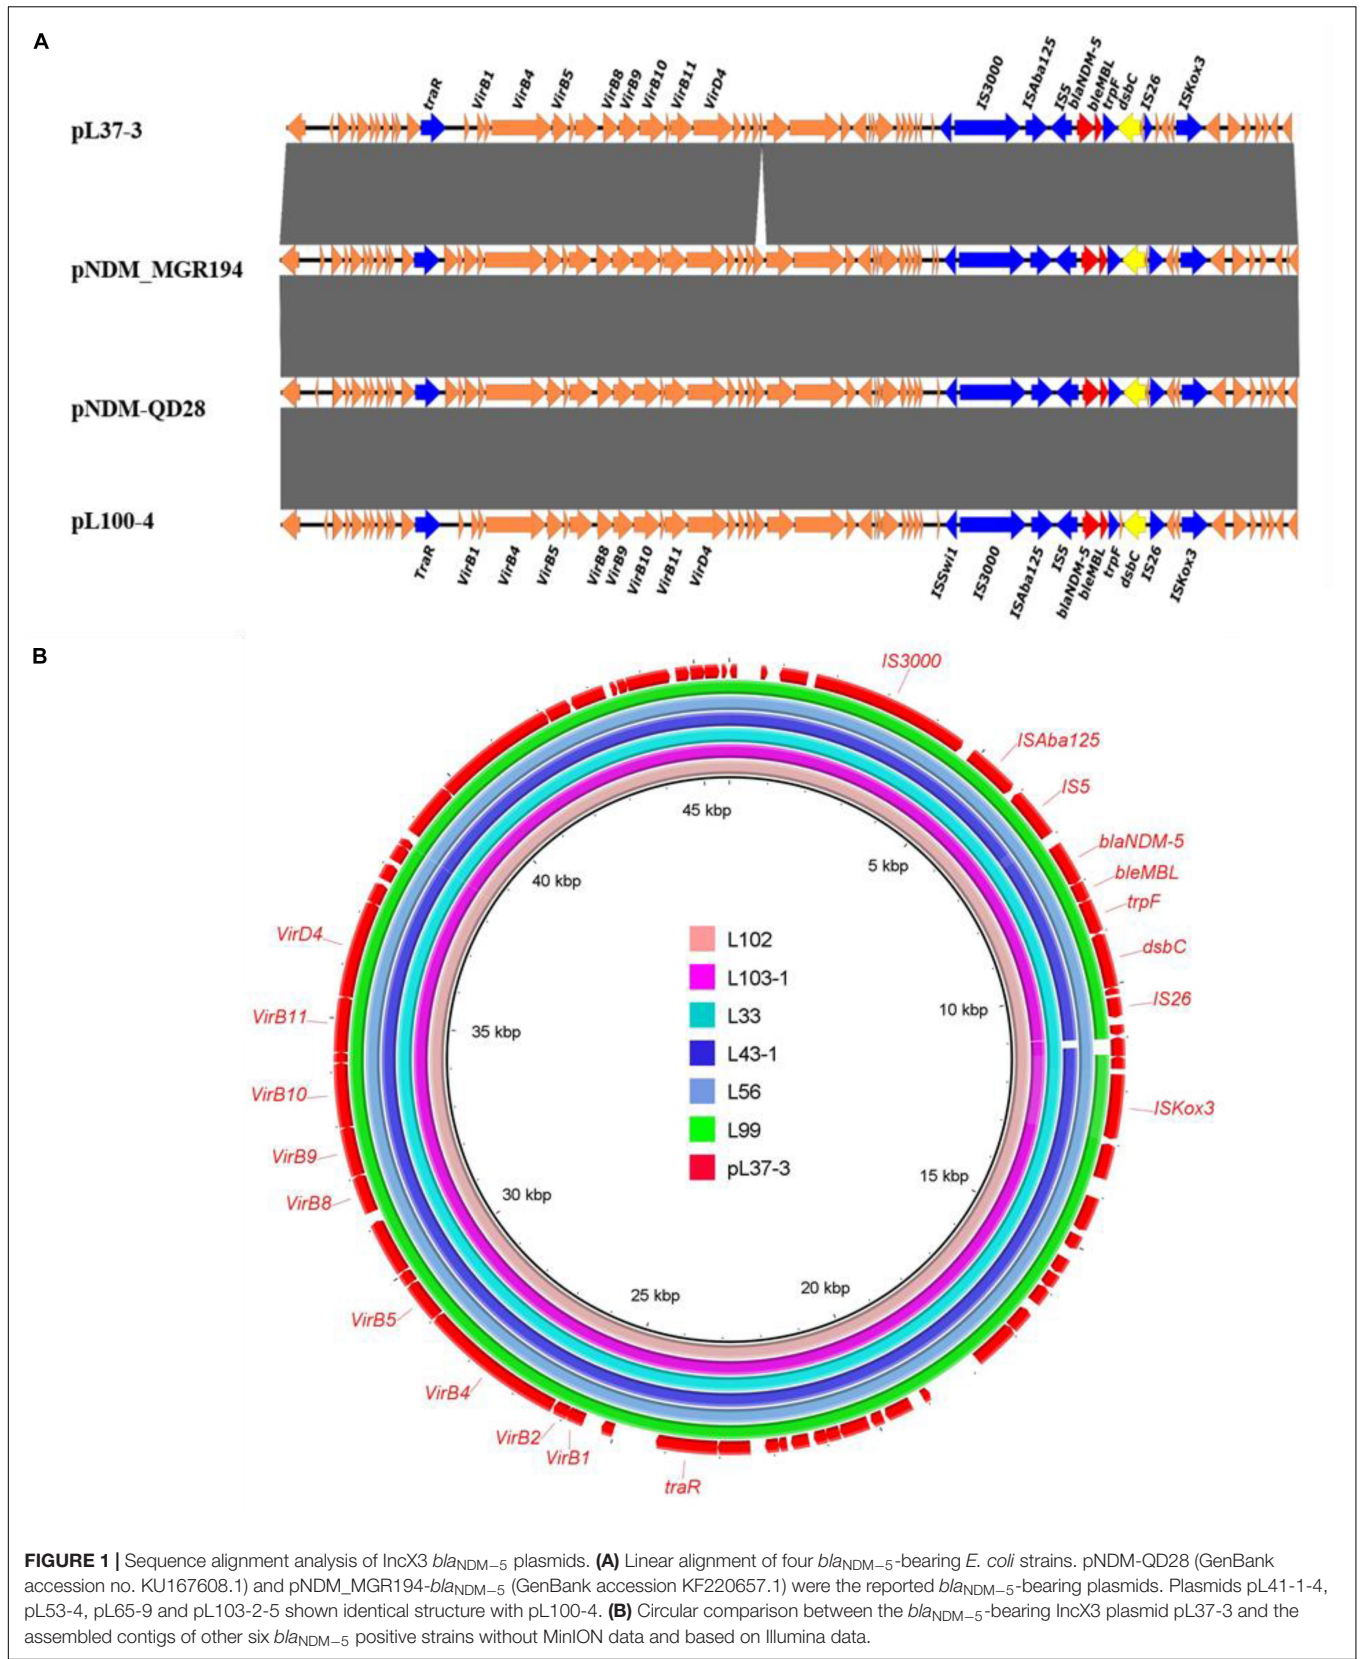 A
traR VirB1 VirB4 VirB5 VirB8 VirB9 VirB10 VirB11 VirD4 IS3000 ISAba125 IS5 blaNDM-5 bleMBL trpF dsbC IS26 ISKox3
pL37-3
pNDM_MGR194
pNDM-QD28
pL100-4
TraR VirB1 VirB4 VirB5 VirB8 VirB9 VirB10 VirB11 VirD4 ISSwi1 IS3000 ISAba125 IS5 blaNDM-5 bleMBL trpF dsbC IS26 ISKox3
B
IS3000
ISAba125
IS5
blaNDM-5
bleMBL
trpF
dsbC
IS26
ISKox3
traR
VirB1
VirB2
VirB4
VirB5
VirB8
VirB9
VirB10
VirB11
VirD4
45 kbp
5 kbp
10 kbp
15 kbp
20 kbp
25 kbp
30 kbp
35 kbp
40 kbp
L102
L103-1
L33
L43-1
L56
L99
pL37-3
FIGURE 1 | Sequence alignment analysis of IncX3 blaNDM−5 plasmids. (A) Linear alignment of four blaNDM−5-bearing E. coli strains. pNDM-QD28 (GenBank
accession no. KU167608.1) and pNDM_MGR194-blaNDM−5 (GenBank accession KF220657.1) were the reported blaNDM−5-bearing plasmids. Plasmids pL41-1-4,
pL53-4, pL65-9 and pL103-2-5 shown identical structure with pL100-4. (B) Circular comparison between the blaNDM−5-bearing IncX3 plasmid pL37-3 and the
assembled contigs of other six blaNDM−5 positive strains without MinION data and based on Illumina data.